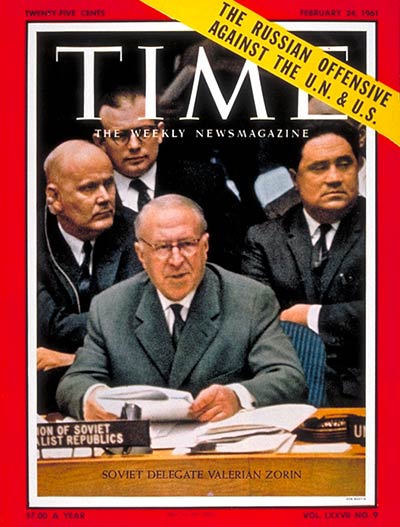 TWENTY-FIVE CENTS
FEBRUARY 24, 1961
THE RUSSIAN OFFENSIVE
AGAINST THE U.N. & U.S.
TIME
THE WEEKLY NEWSMAGAZINE
ON OF SOVIET
ALIST REPUBLICS
UN
SOVIET DELEGATE VALERIAN ZORIN
$7.00 A YEAR
VOL. LXXVII NO. 9